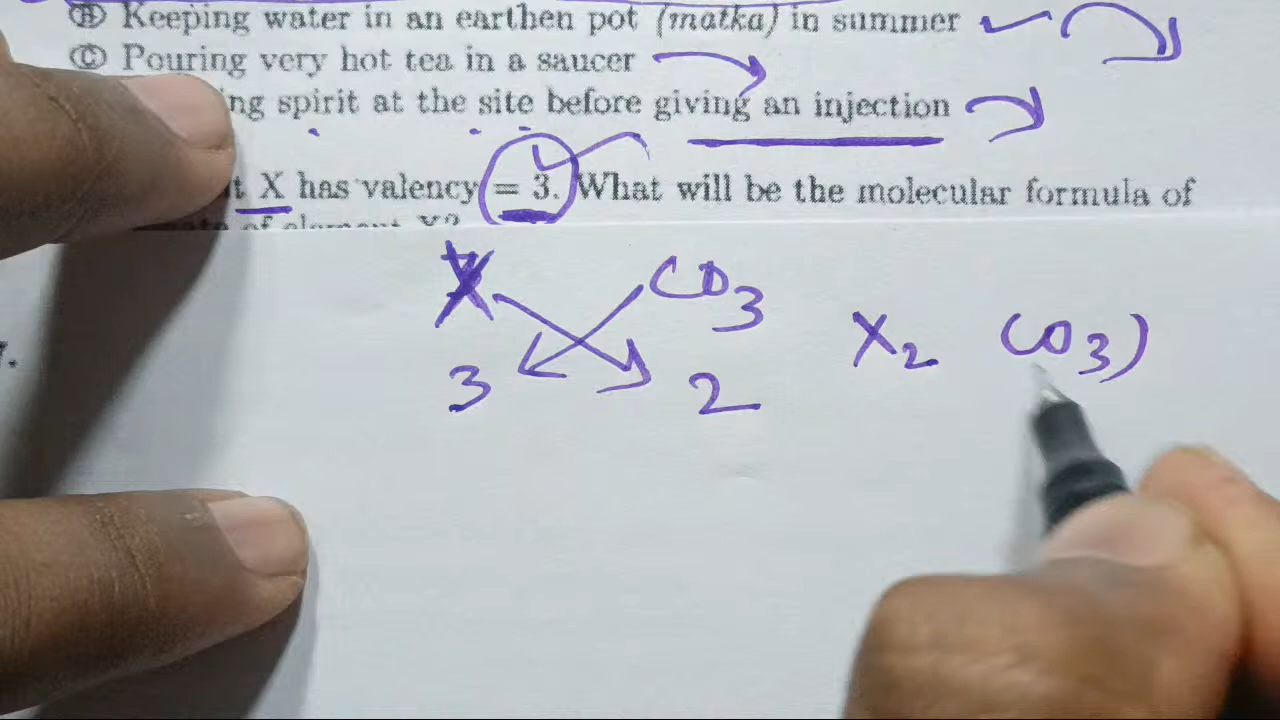 Ⓑ Keeping water in an earthen pot (matka) in summer
Ⓒ Pouring very hot tea in a saucer
spirit at the site before giving an injection
X has valency = 3. What will be the molecular formula of
of element X?
X CO3
3 2
X2 (CO3)